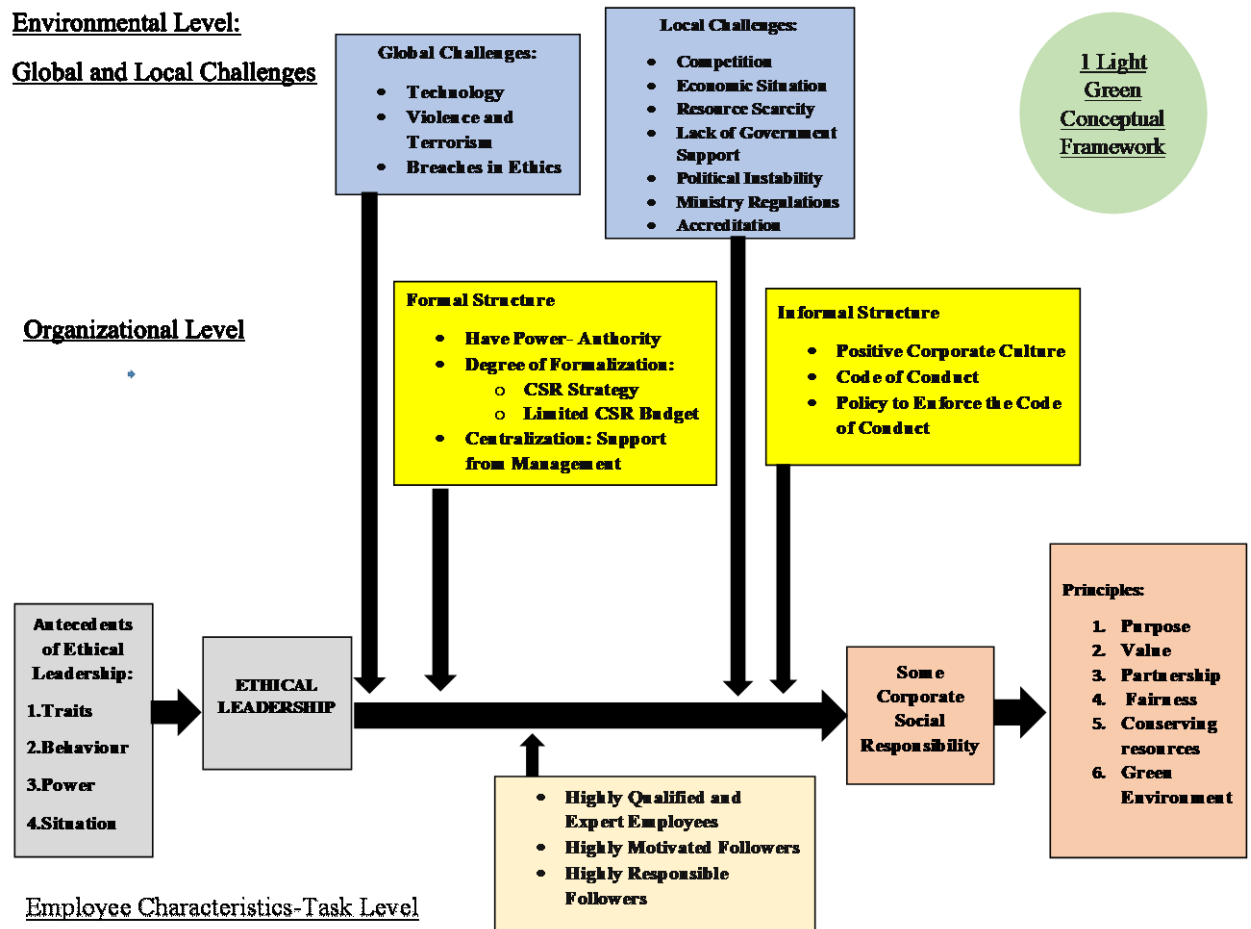 Environmental Level:
Global and Local Challenges
Global Challenges:
• Technology
• Violence and
Terrorism
• Breaches in Ethics
Local Challenges:
• Competition
• Economic Situation
• Resource Scarcity
• Lack of Government
Support
• Political Instability
• Ministry Regulations
• Accreditation
1 Light
Green
Conceptual
Framework
Organizational Level
Formal Structure
• Have Power- Authority
• Degree of Formalization:
o CSR Strategy
o Limited CSR Budget
• Centralization: Support
from Management
Informal Structure
• Positive Corporate Culture
• Code of Conduct
• Policy to Enforce the Code
of Conduct
Antecedents
of Ethical
Leadership:
1.Traits
2.Behaviour
3.Power
4.Situation
ETHICAL
LEADERSHIP
Some
Corporate
Social
Responsibility
Principles:
1. Purpose
2. Value
3. Partnership
4. Fairness
5. Conserving
resources
6. Green
Environment
• Highly Qualified and
Expert Employees
• Highly Motivated Followers
• Highly Responsible
Followers
Employee Characteristics-Task Level